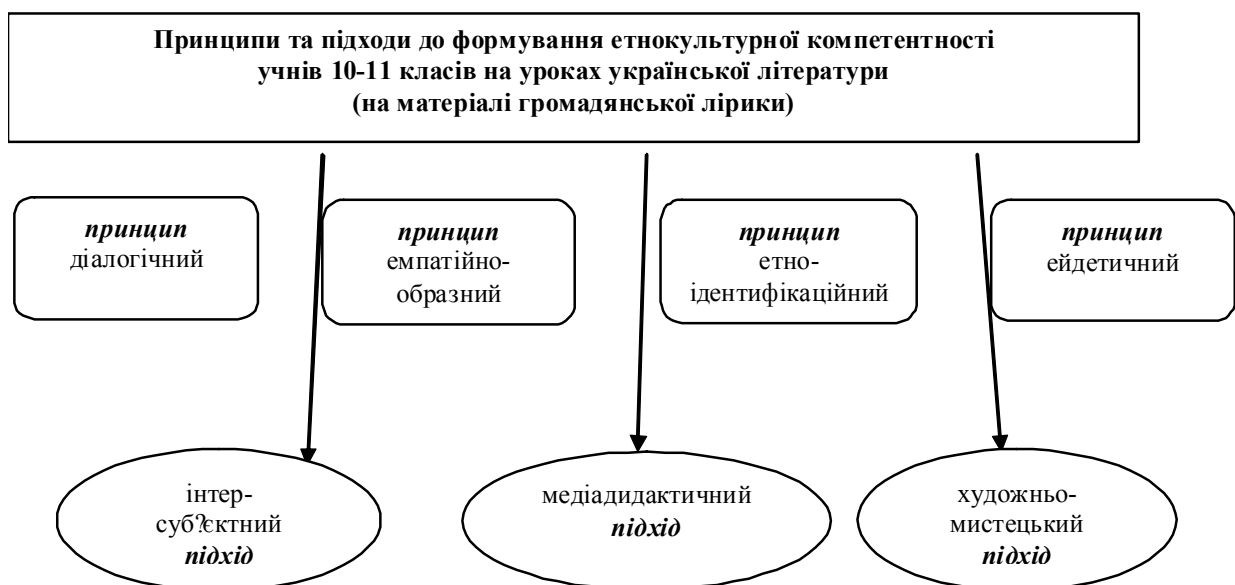 Принципи та підходи до формування етнокультурної компетентності
учнів 10-11 класів на уроках української літератури
(на матеріалі громадянської лірики)
принцип
діалогічний
принцип
емпатійно-
образний
принцип
етно-
ідентифікаційний
принцип
ейдетичний
інтер-
суб?єктний
підхід
медіадидактичний
підхід
художньо-
мистецький
підхід